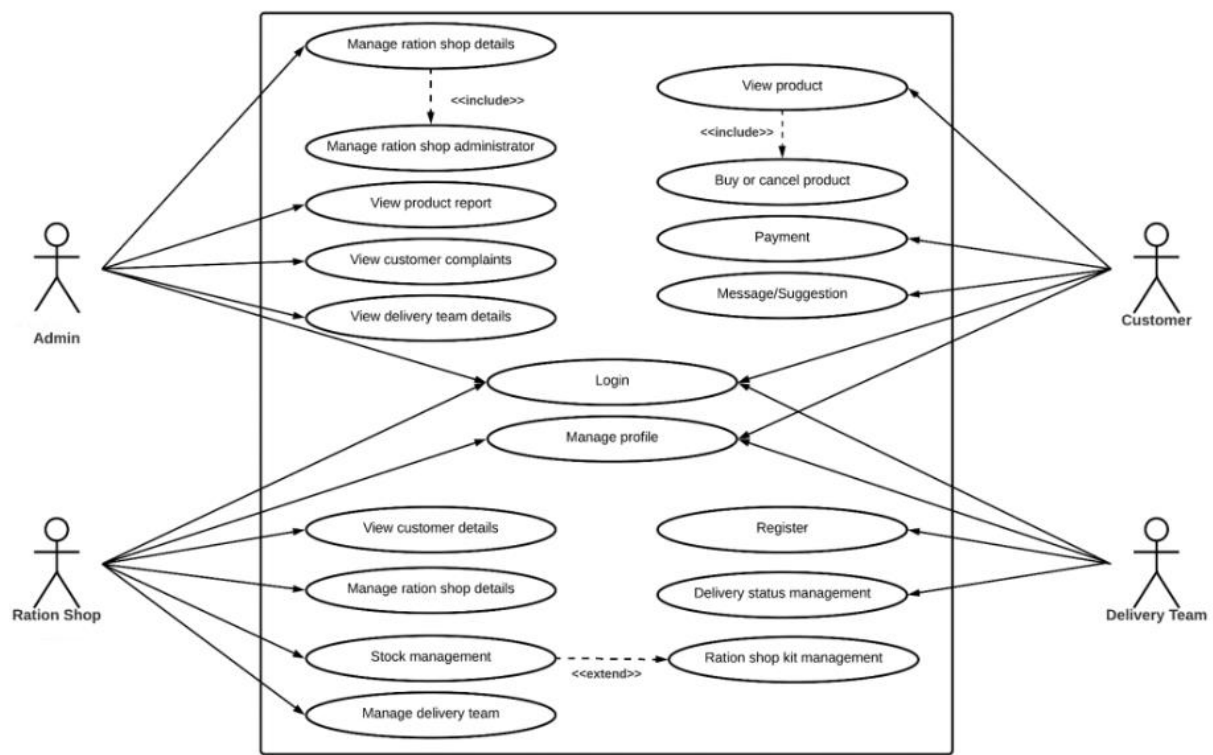 Manage ration shop details
<<include>>
Manage ration shop administrator
View product report
View customer complaints
View delivery team details
Admin
View product
<<include>>
Buy or cancel product
Payment
Message/Suggestion
Customer
Login
Manage profile
View customer details
Manage ration shop details
Stock management
<<extend>>
Ration shop kit management
Manage delivery team
Ration Shop
Register
Delivery status management
Delivery Team